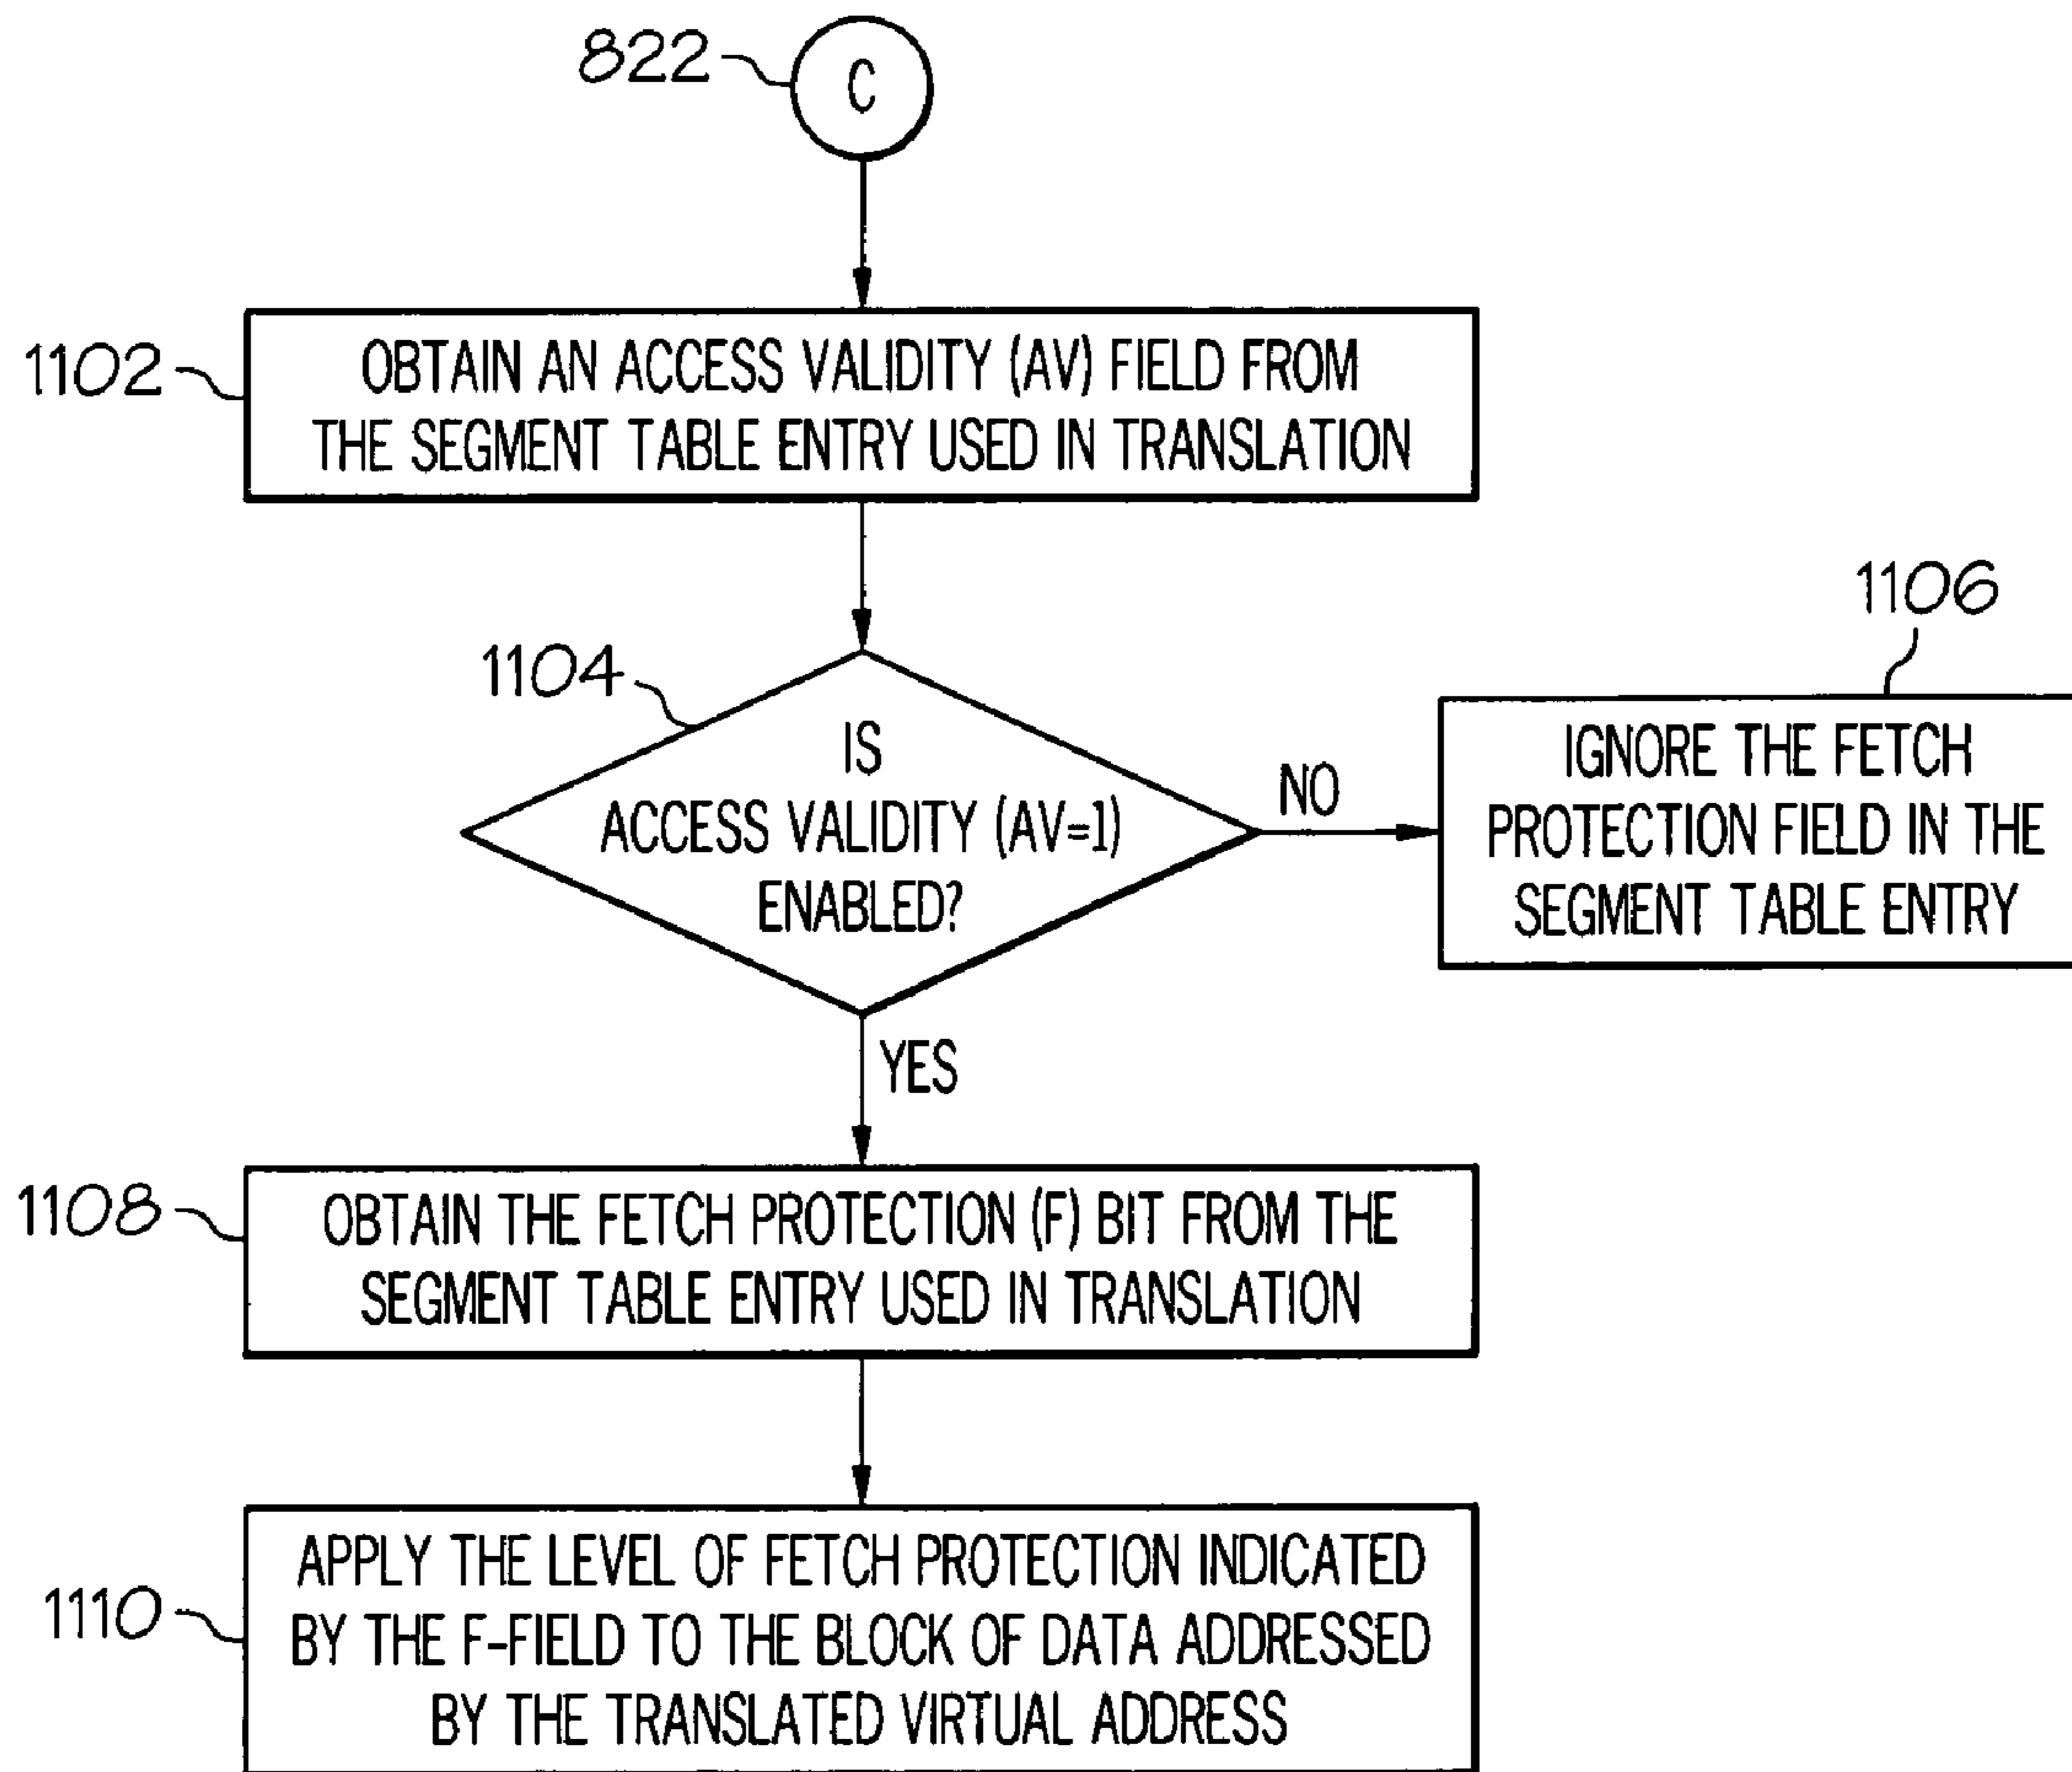 822
C
1102
OBTAIN AN ACCESS VALIDITY (AV) FIELD FROM
THE SEGMENT TABLE ENTRY USED IN TRANSLATION
1104
IS
ACCESS VALIDITY (AV=1)
ENABLED?
NO
1106
IGNORE THE FETCH
PROTECTION FIELD IN THE
SEGMENT TABLE ENTRY
YES
1108
OBTAIN THE FETCH PROTECTION (F) BIT FROM THE
SEGMENT TABLE ENTRY USED IN TRANSLATION
1110
APPLY THE LEVEL OF FETCH PROTECTION INDICATED
BY THE F-FIELD TO THE BLOCK OF DATA ADDRESSED
BY THE TRANSLATED VIRTUAL ADDRESS